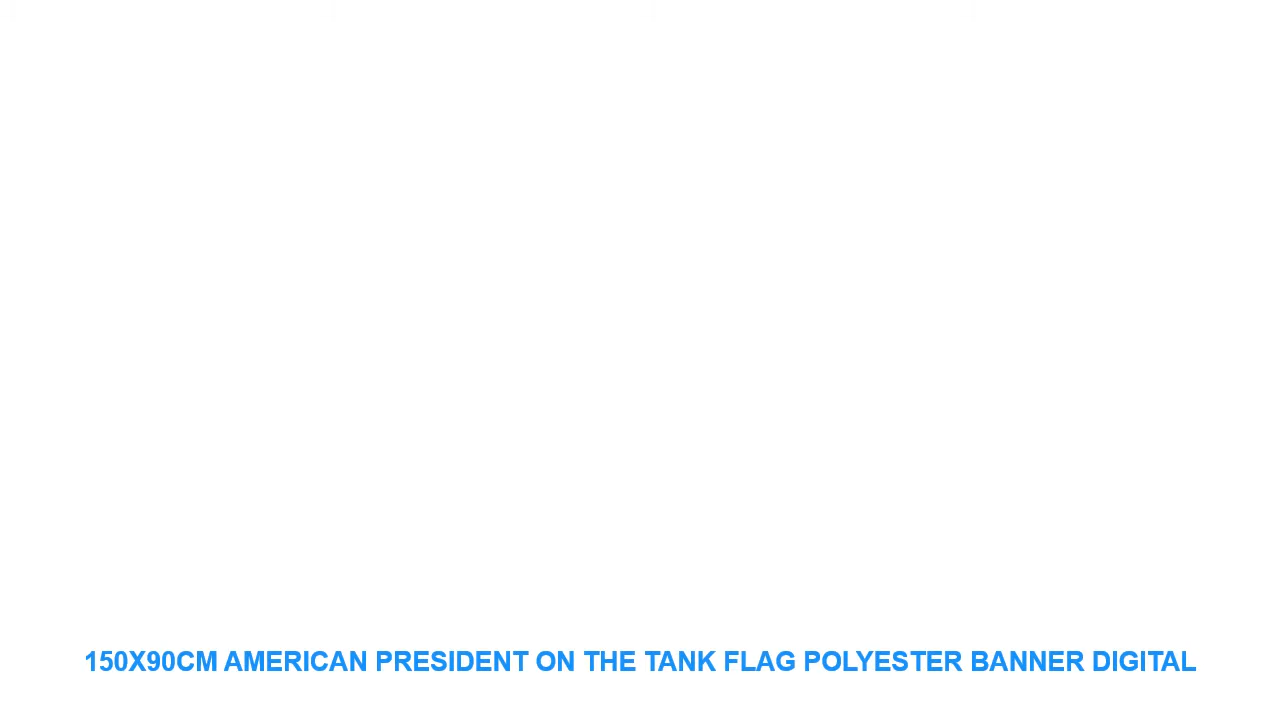 150X90CM AMERICAN PRESIDENT ON THE TANK FLAG POLYESTER BANNER DIGITAL